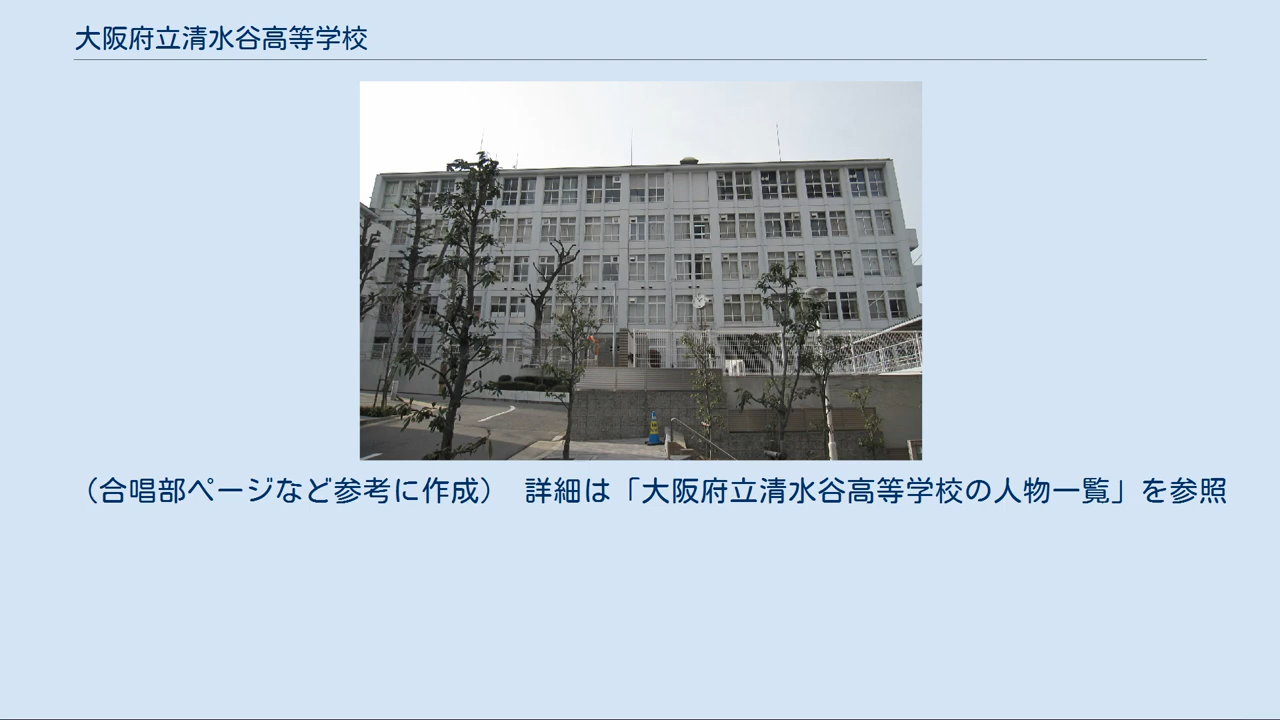 大阪府立清水谷高等学校
（合唱部ページなど参考に作成）　詳細は「大阪府立清水谷高等学校の人物一覧」を参照